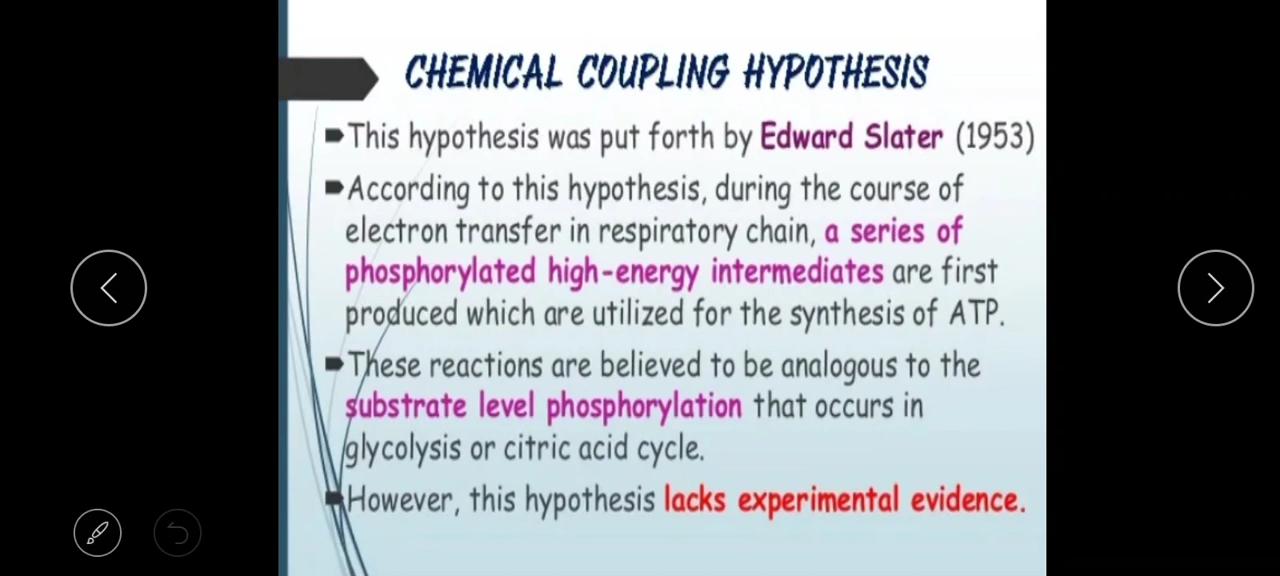 CHEMICAL COUPLING HYPOTHESIS
This hypothesis was put forth by Edward Slater (1953)
According to this hypothesis, during the course of
electron transfer in respiratory chain, a series of
phosphorylated high-energy intermediates are first
produced which are utilized for the synthesis of ATP.
These reactions are believed to be analogous to the
substrate level phosphorylation that occurs in
glycolysis or citric acid cycle.
However, this hypothesis lacks experimental evidence.